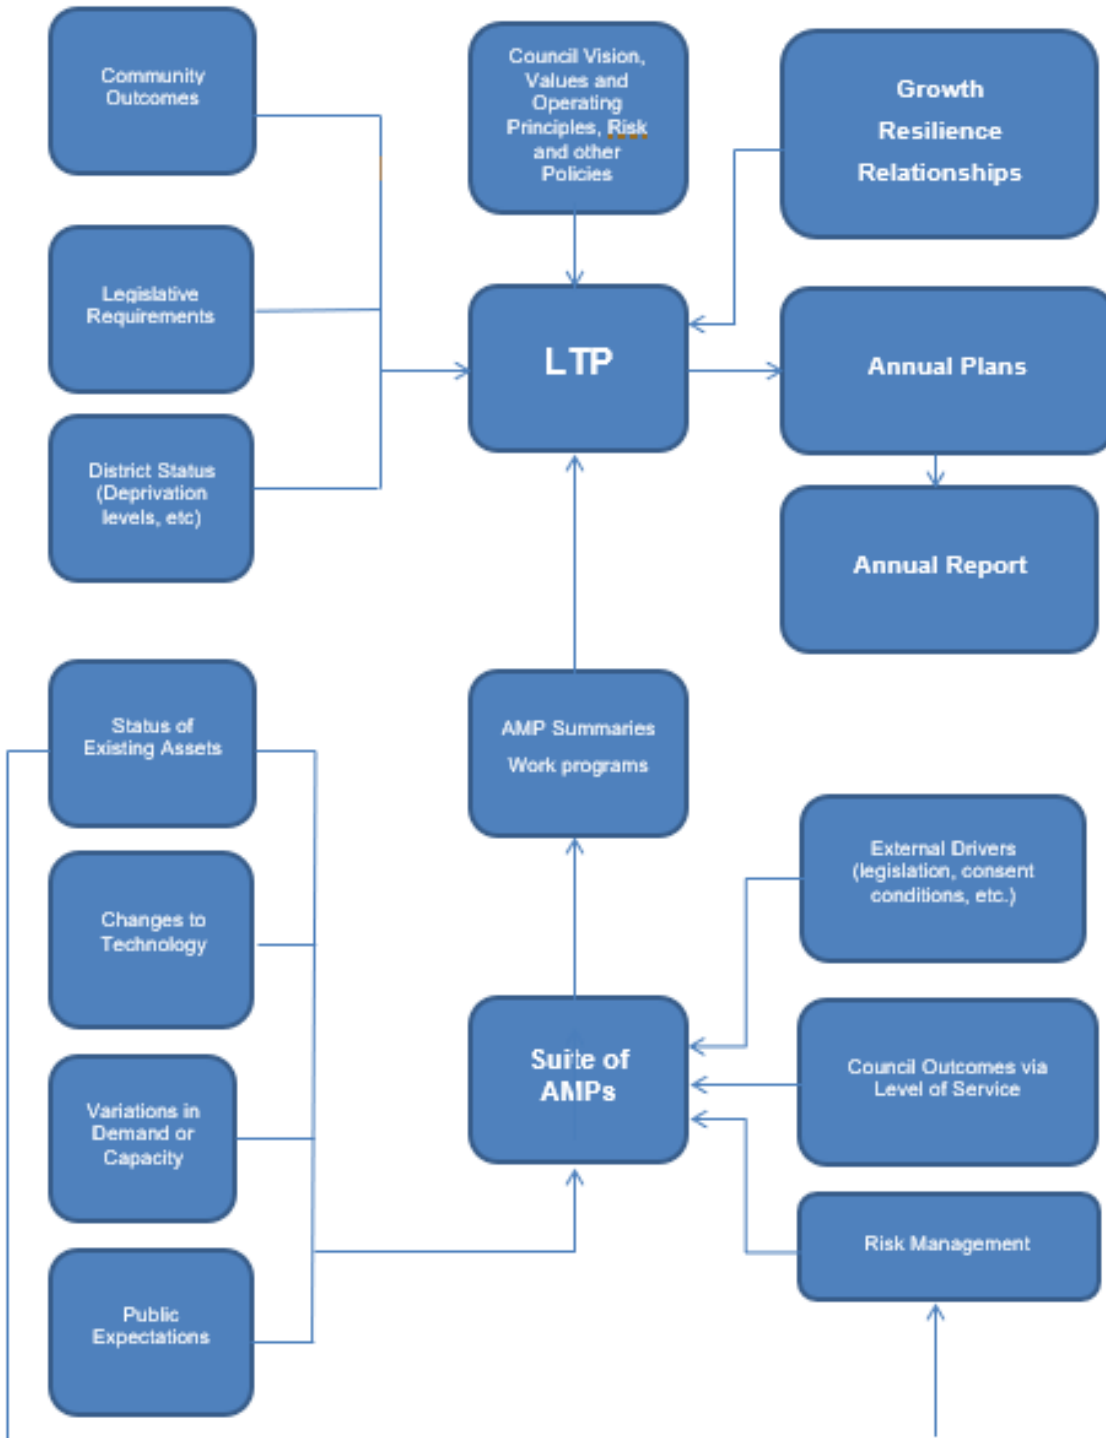 Community
Outcomes
Council Vision,
Values and
Operating
Principles, Risk
and other
Policies
Growth
Resilience
Relationships
Legislative
Requirements
LTP
Annual Plans
District Status
(Deprivation
levels, etc)
Annual Report
Status of
Existing Assets
AMP Summaries
Work programs
External Drivers
(legislation, consent
conditions, etc.)
Changes to
Technology
Suite of
AMPs
Council Outcomes via
Level of Service
Variations in
Demand or
Capacity
Risk Management
Public
Expectations